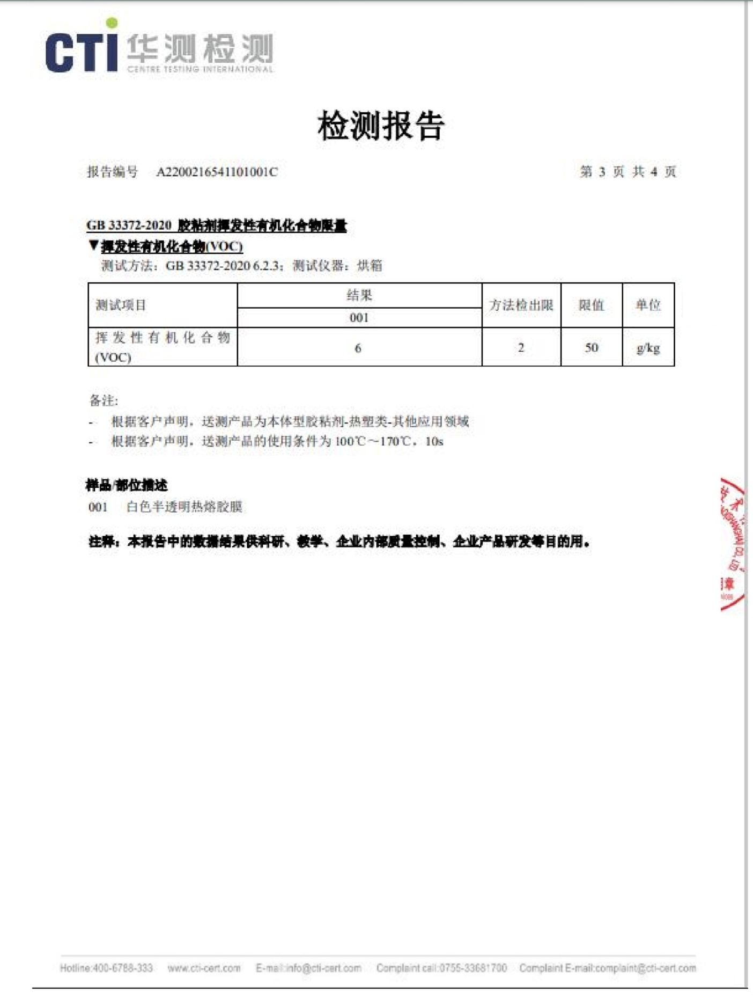 CTI 华测检测
CENTRE TESTING INTERNATIONAL
检测报告
报告编号 A2200216541101001C 第 3 页 共 4 页
GB 33372-2020 胶粘剂挥发性有机化合物限量
▼挥发性有机化合物(VOC)
测试方法：GB 33372-2020 6.2.3；测试仪器：烘箱
测试项目 结果 方法检出限 限值 单位
001
挥发性有机化合物 6 2 50 g/kg
(VOC)
备注:
- 根据客户声明，送测产品为本体型胶粘剂-热塑类-其他应用领域
- 根据客户声明，送测产品的使用条件为 100℃～170℃，10s
样品/部位描述
001 白色半透明热熔胶膜
注释：本报告中的数据结果供科研、教学、企业内部质量控制、企业产品研发等目的用。
技术
SHANGHAI CO., LTD
章
Hotline:400-6788-333 www.cti-cert.com E-mail:info@cti-cert.com Complaint call:0755-33681700 Complaint E-mail:complaint@cti-cert.com